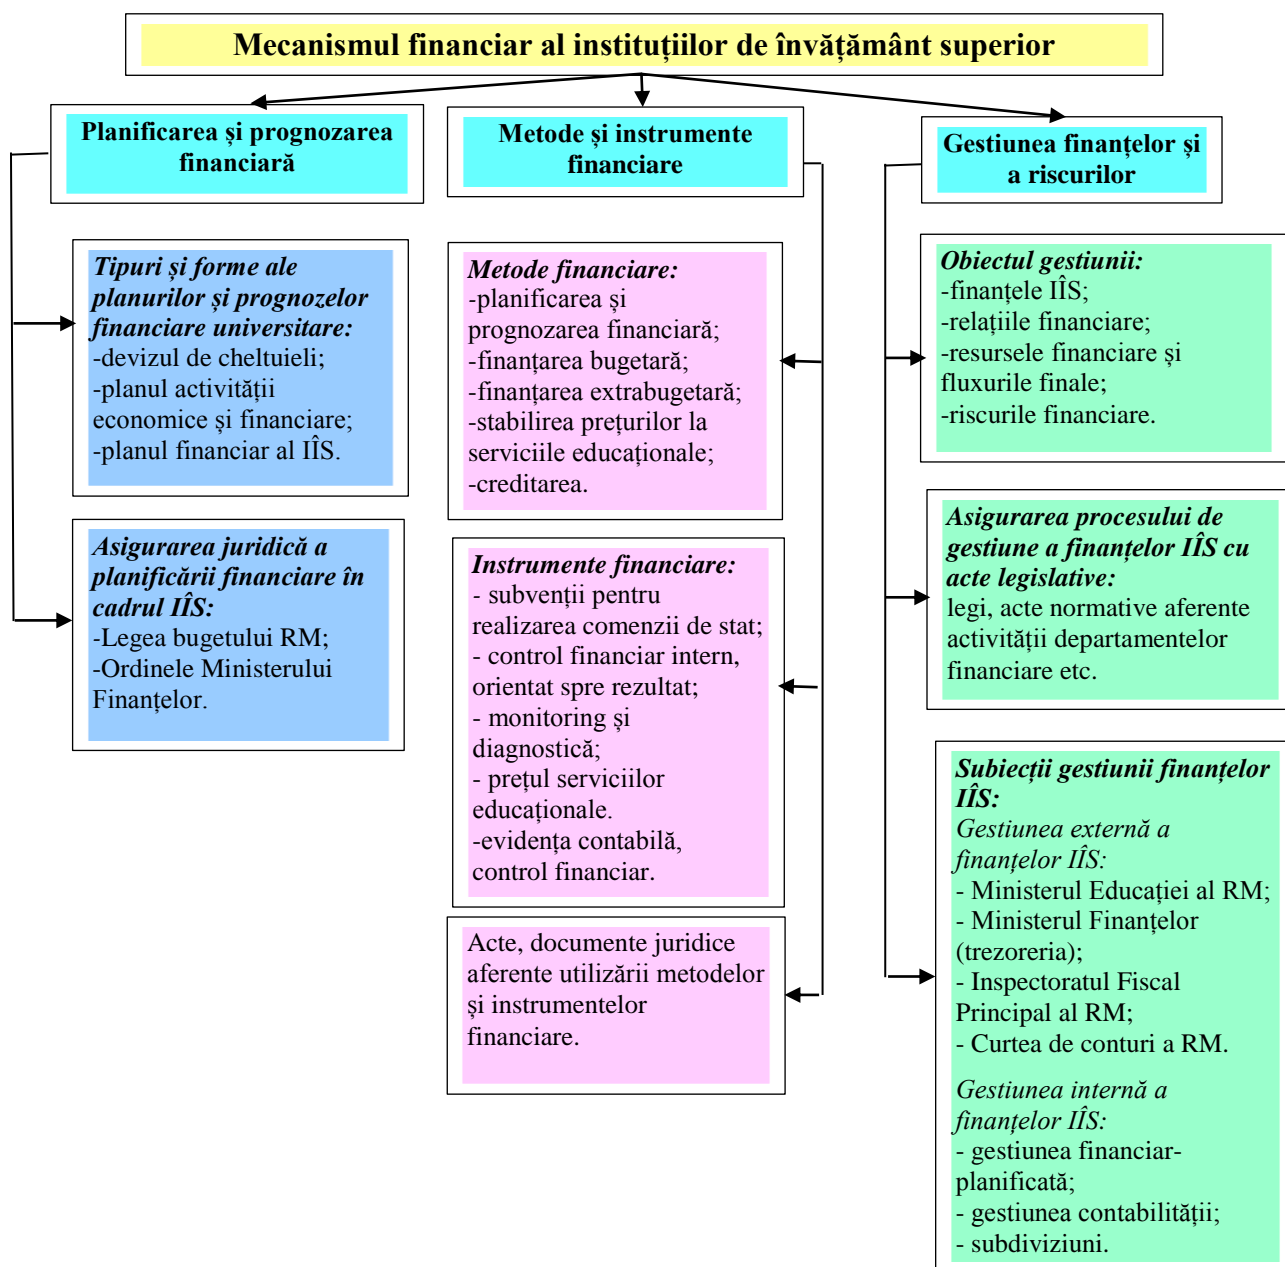 Mecanismul financiar al instituțiilor de învățământ superior
Planificarea și prognozarea
financiară
Tipuri și forme ale
planurilor și prognozelor
financiare universitare:
-devizul de cheltuieli;
-planul activității
economice și financiare;
-planul financiar al IÎS.
Asigurarea juridică a
planificării financiare în
cadrul IÎS:
-Legea bugetului RM;
-Ordinele Ministerului
Finanțelor.
Metode și instrumente
financiare
Metode financiare:
-planificarea și
prognozarea financiară;
-finanțarea bugetară;
-finanțarea extrabugetară;
-stabilirea prețurilor la
serviciile educaționale;
-creditarea.
Instrumente financiare:
- subvenții pentru
realizarea comenzii de stat;
- control financiar intern,
orientat spre rezultat;
- monitoring și
diagnostică;
- prețul serviciilor
educaționale.
-evidența contabilă,
control financiar.
Acte, documente juridice
aferente utilizării metodelor
și instrumentelor
financiare.
Gestiunea finanțelor și
a riscurilor
Obiectul gestiunii:
-finanțele IÎS;
-relațiile financiare;
-resursele financiare și
fluxurile finale;
-riscurile financiare.
Asigurarea procesului de
gestiune a finanțelor IÎS cu
acte legislative:
legi, acte normative aferente
activității departamentelor
financiare etc.
Subiecții gestiunii finanțelor
IÎS:
Gestiunea externă a
finanțelor IÎS:
- Ministerul Educației al RM;
- Ministerul Finanțelor
(trezoreria);
- Inspectoratul Fiscal
Principal al RM;
- Curtea de conturi a RM.
Gestiunea internă a
finanțelor IÎS:
- gestiunea financiar-
planificată;
- gestiunea contabilității;
- subdiviziuni.